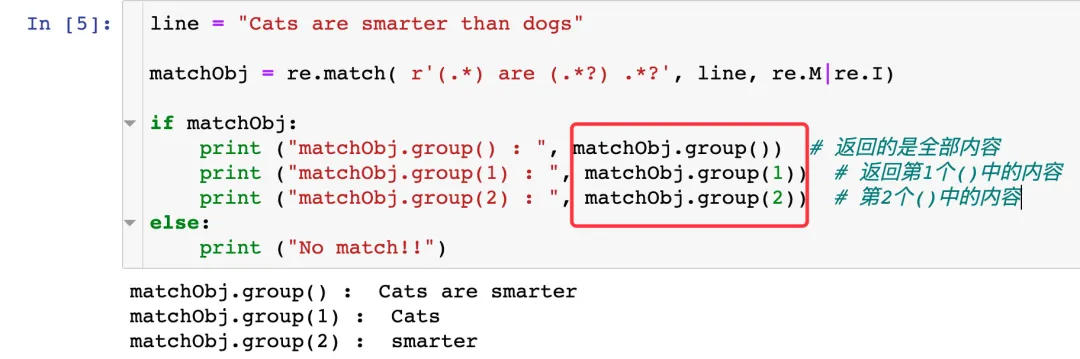 In [5]: line = "Cats are smarter than dogs"
matchObj = re.match( r'(.*) are (.*?) .*?', line, re.M|re.I)
if matchObj:
    print ("matchObj.group() : ", matchObj.group())  # 返回的是全部内容
    print ("matchObj.group(1) : ", matchObj.group(1))  # 返回第1个()中的内容
    print ("matchObj.group(2) : ", matchObj.group(2))  # 第2个()中的内容
else:
    print ("No match!!")
matchObj.group() :  Cats are smarter
matchObj.group(1) :  Cats
matchObj.group(2) :  smarter